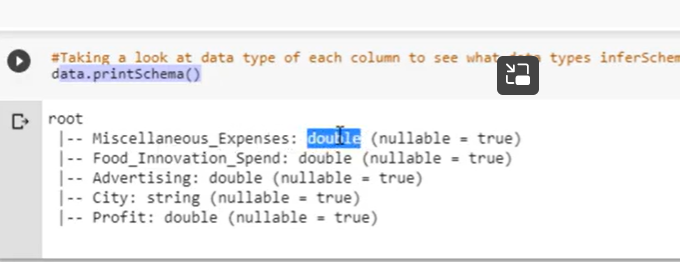 #Taking a look at data type of each column to see what data types inferSchem
data.printSchema()
root
|-- Miscellaneous_Expenses: double (nullable = true)
|-- Food_Innovation_Spend: double (nullable = true)
|-- Advertising: double (nullable = true)
|-- City: string (nullable = true)
|-- Profit: double (nullable = true)